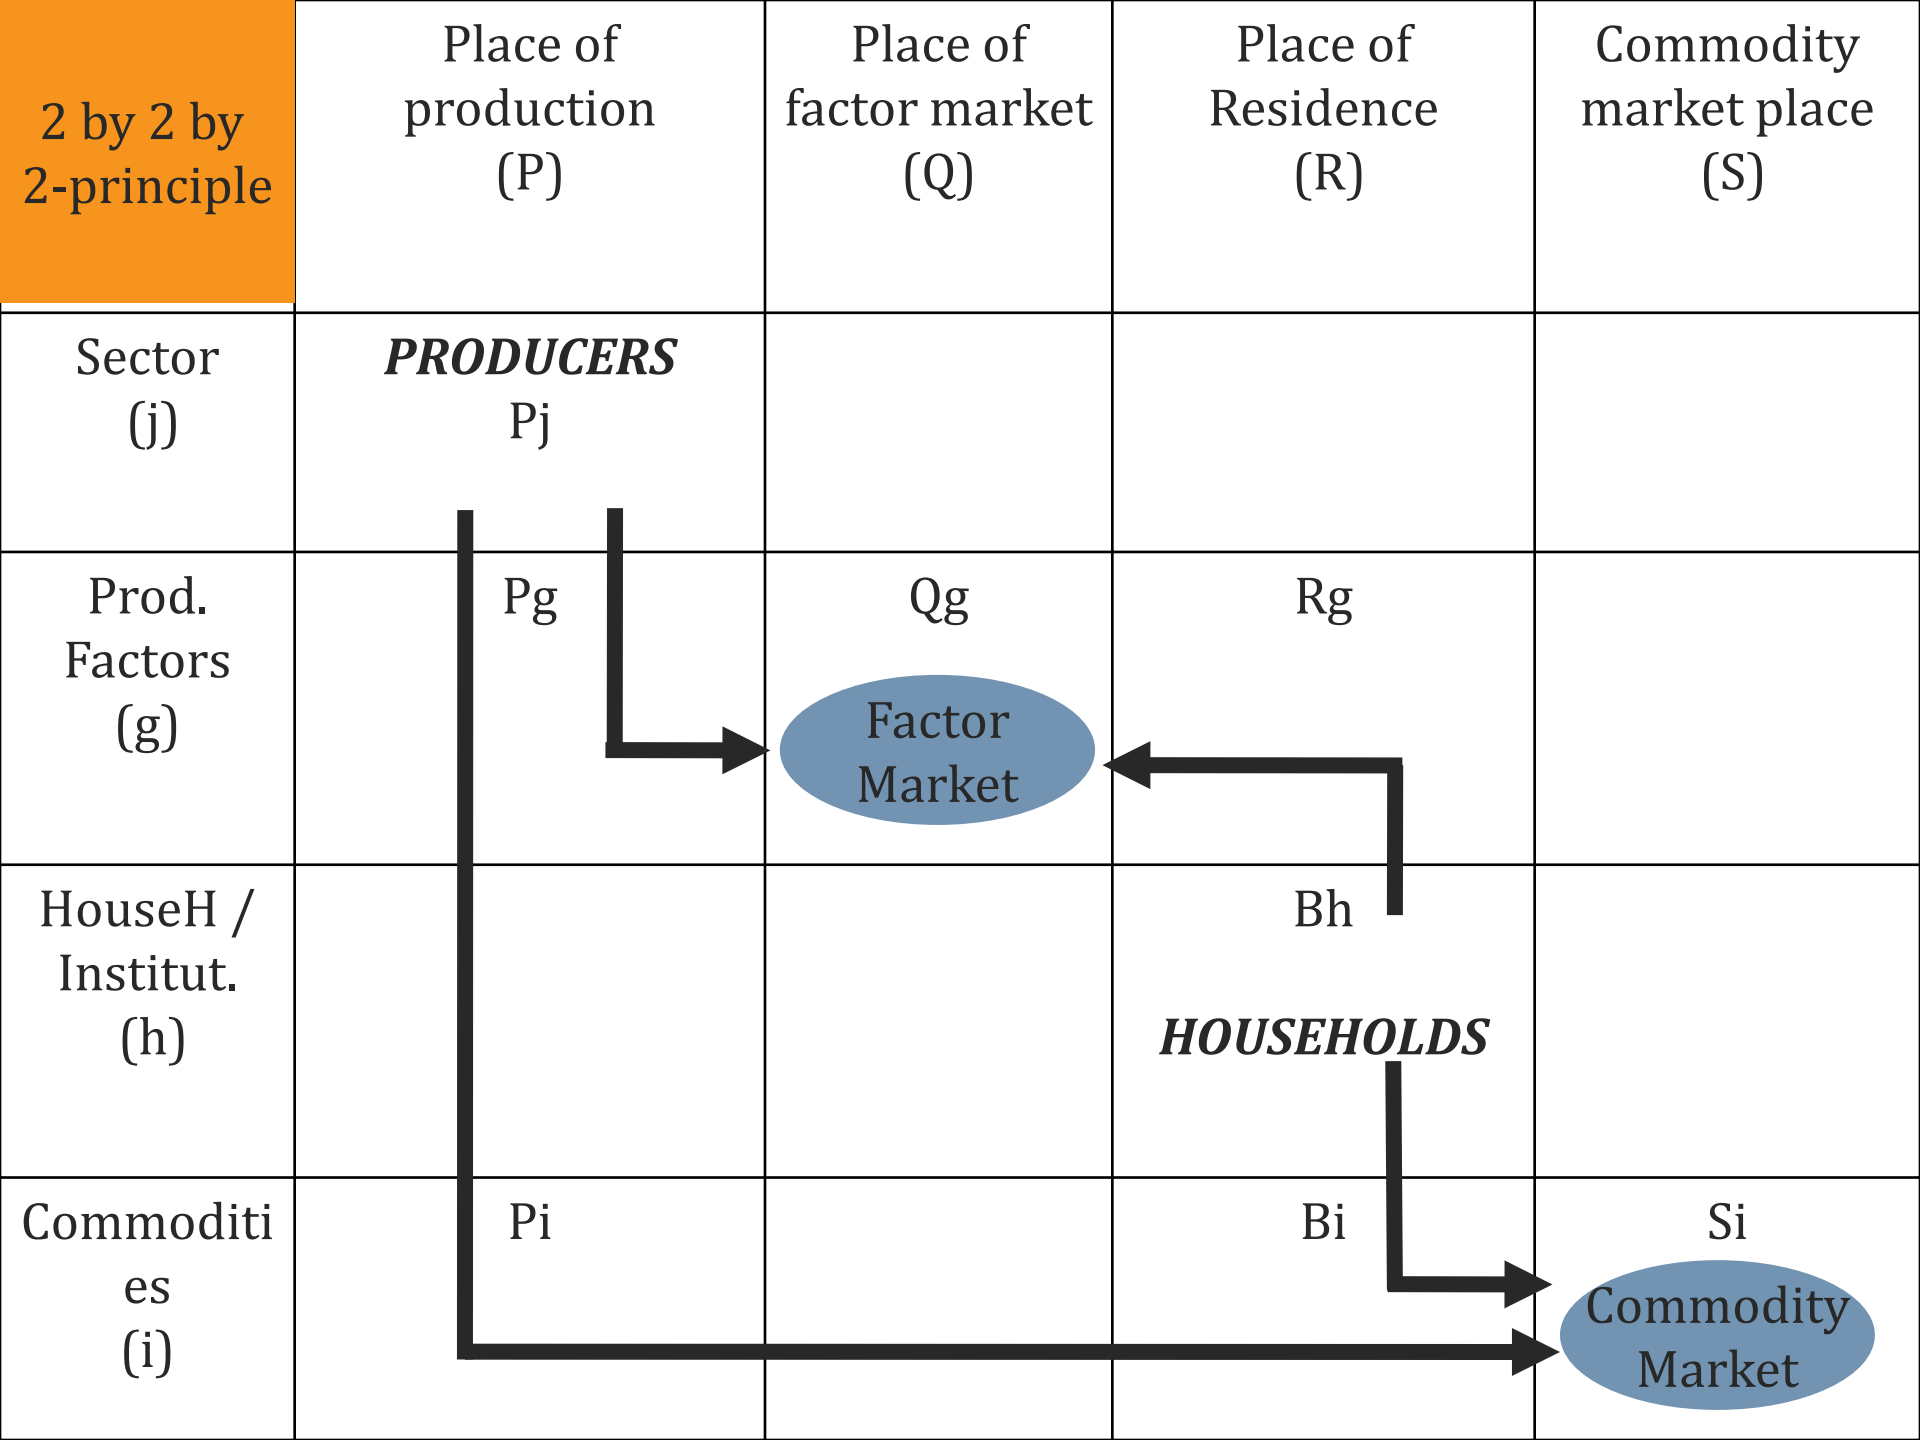 2 by 2 by
2-principle
Place of
production
(P)
Place of
factor market
(Q)
Place of
Residence
(R)
Commodity
market place
(S)
Sector
(j)
PRODUCERS
Pj
Prod.
Factors
(g)
Pg
Qg
Factor
Market
Rg
HouseH /
Institut.
(h)
Bh
HOUSEHOLDS
Commoditi
es
(i)
Pi
Bi
Si
Commodity
Market